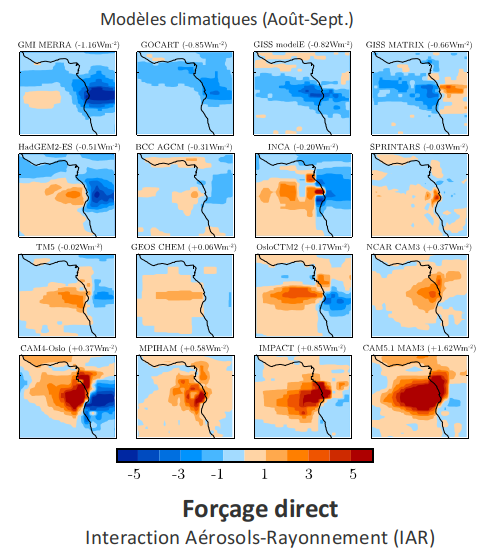 Modèles climatiques (Août-Sept.)
GMI MERRA (-1.16Wm⁻²) GOCART (-0.85Wm⁻²) GISS modelE (-0.82Wm⁻²) GISS MATRIX (-0.66Wm⁻²)
HadGEM2-ES (-0.51Wm⁻²) BCC AGCM (-0.31Wm⁻²) INCA (-0.20Wm⁻²) SPRINTARS (-0.03Wm⁻²)
TM5 (-0.02Wm⁻²) GEOS CHEM (+0.06Wm⁻²) OsloCTM2 (+0.17Wm⁻²) NCAR CAM3 (+0.37Wm⁻²)
CAM4-Oslo (+0.37Wm⁻²) MPIHAM (+0.58Wm⁻²) IMPACT (+0.85Wm⁻²) CAM5.1 MAM3 (+1.62Wm⁻²)
-5 -3 -1 1 3 5
Forçage direct
Interaction Aérosols-Rayonnement (IAR)